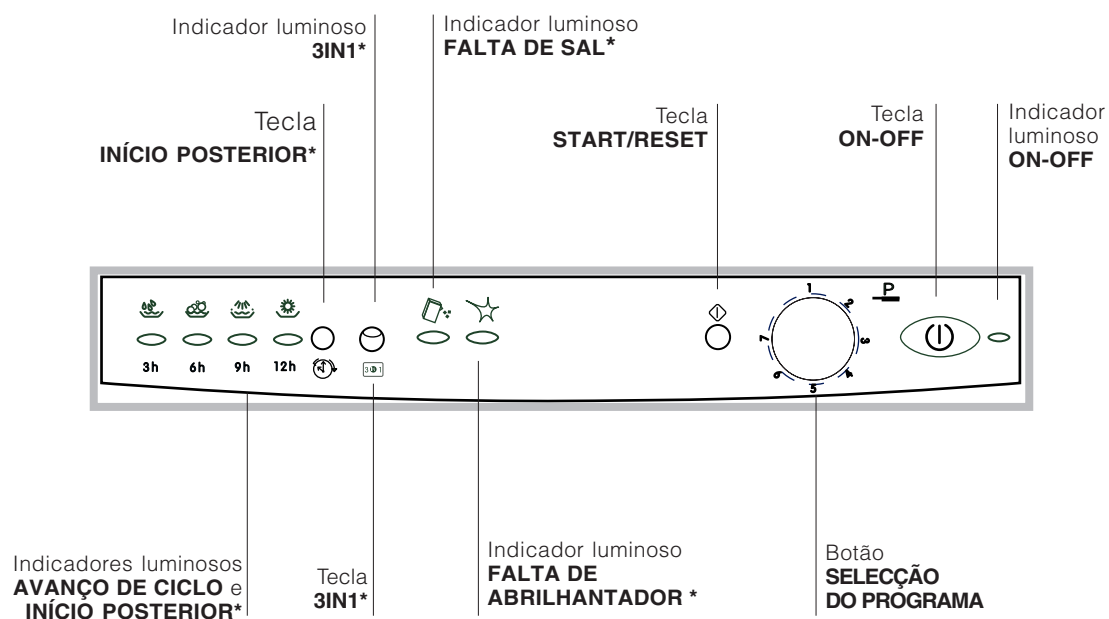 Indicador luminoso
3IN1*
Indicador luminoso
FALTA DE SAL*
Tecla
INÍCIO POSTERIOR*
Tecla
START/RESET
Tecla
ON-OFF
Indicador
luminoso
ON-OFF
3h 6h 9h 12h
1
2
3
4
5
6
7
P
Indicadores luminosos
AVANÇO DE CICLO e
INÍCIO POSTERIOR*
Tecla
3IN1*
Indicador luminoso
FALTA DE
ABRILHANTADOR *
Botão
SELECÇÃO
DO PROGRAMA